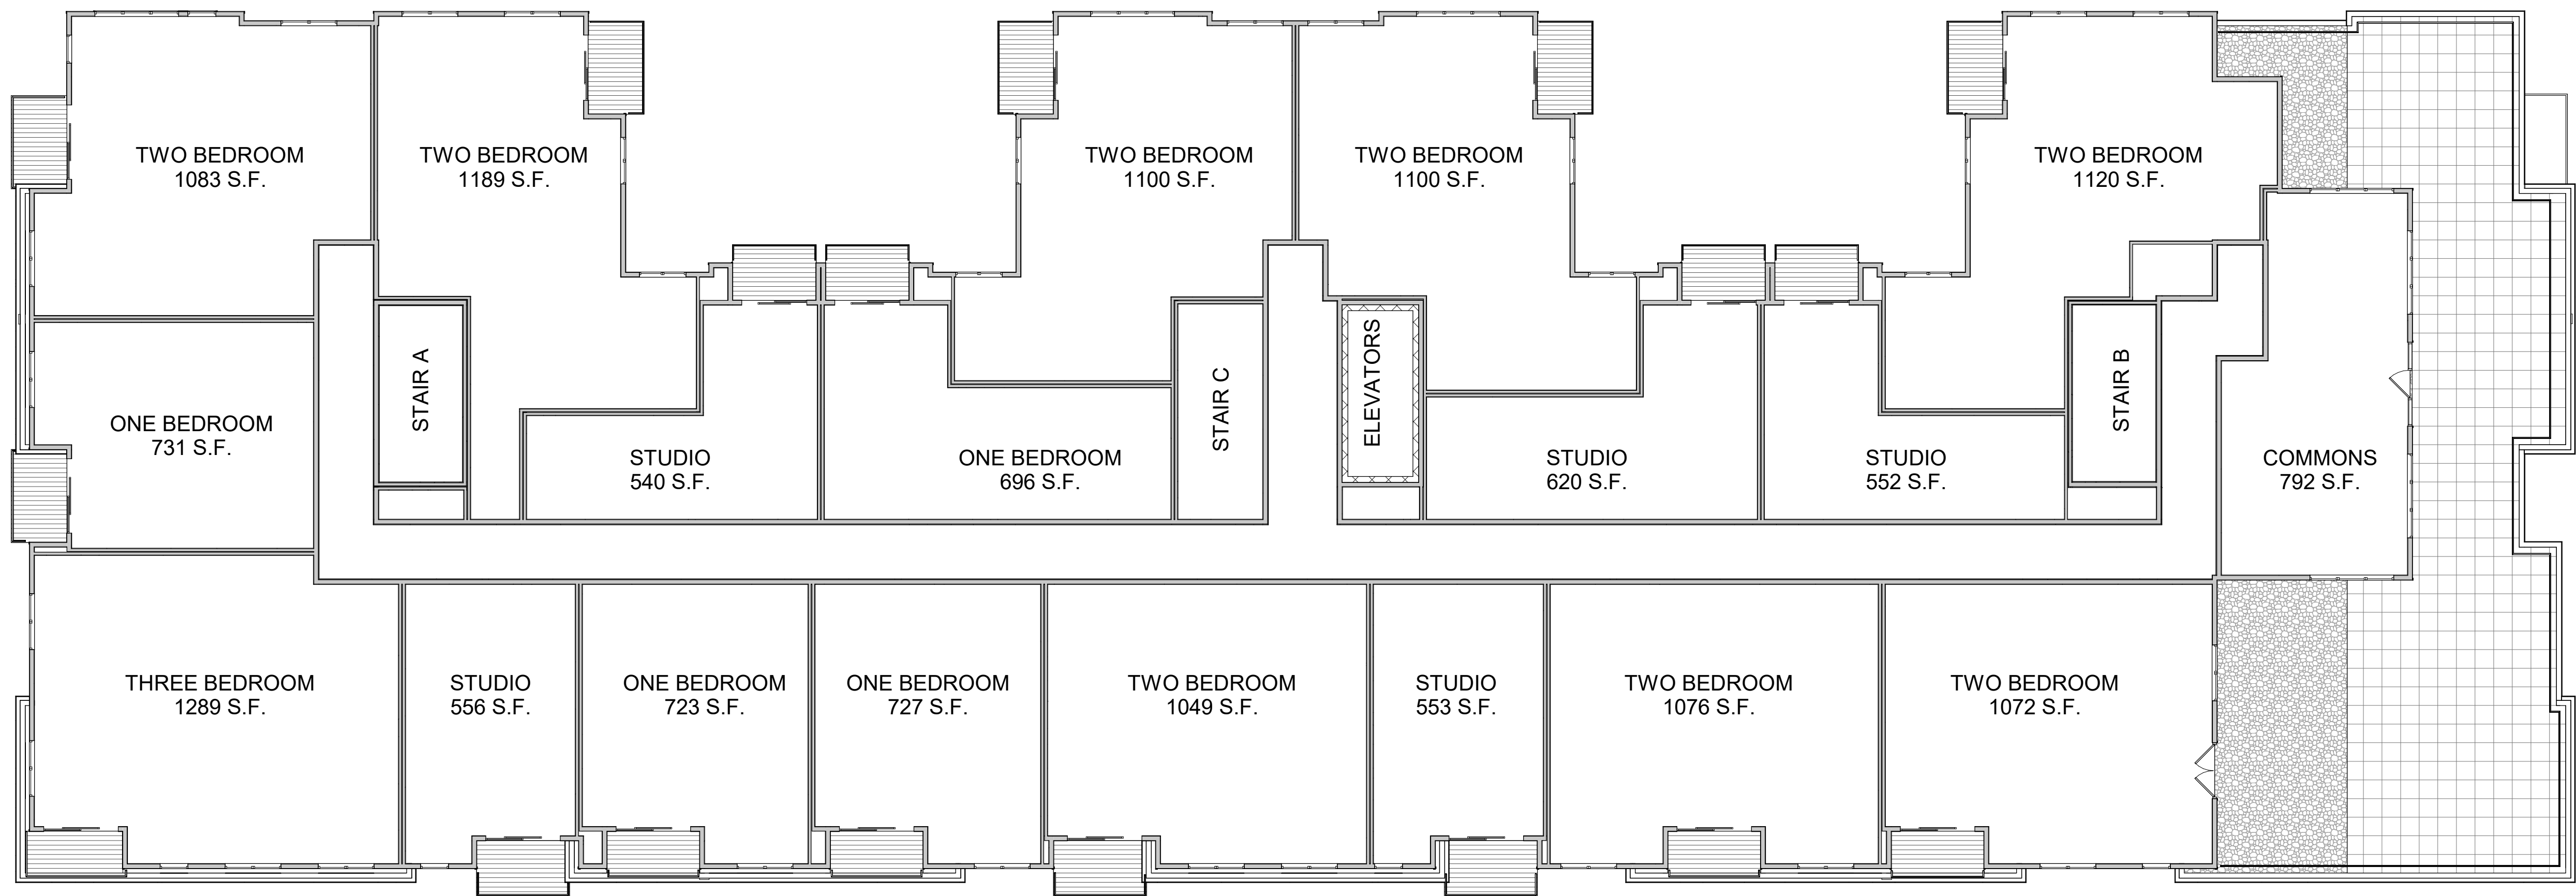 TWO BEDROOM
1083 S.F.
TWO BEDROOM
1189 S.F.
TWO BEDROOM
1100 S.F.
TWO BEDROOM
1100 S.F.
TWO BEDROOM
1120 S.F.
ONE BEDROOM
731 S.F.
STAIR A
STUDIO
540 S.F.
ONE BEDROOM
696 S.F.
STAIR C
ELEVATORS
STUDIO
620 S.F.
STUDIO
552 S.F.
STAIR B
COMMONS
792 S.F.
THREE BEDROOM
1289 S.F.
STUDIO
556 S.F.
ONE BEDROOM
723 S.F.
ONE BEDROOM
727 S.F.
TWO BEDROOM
1049 S.F.
STUDIO
553 S.F.
TWO BEDROOM
1076 S.F.
TWO BEDROOM
1072 S.F.